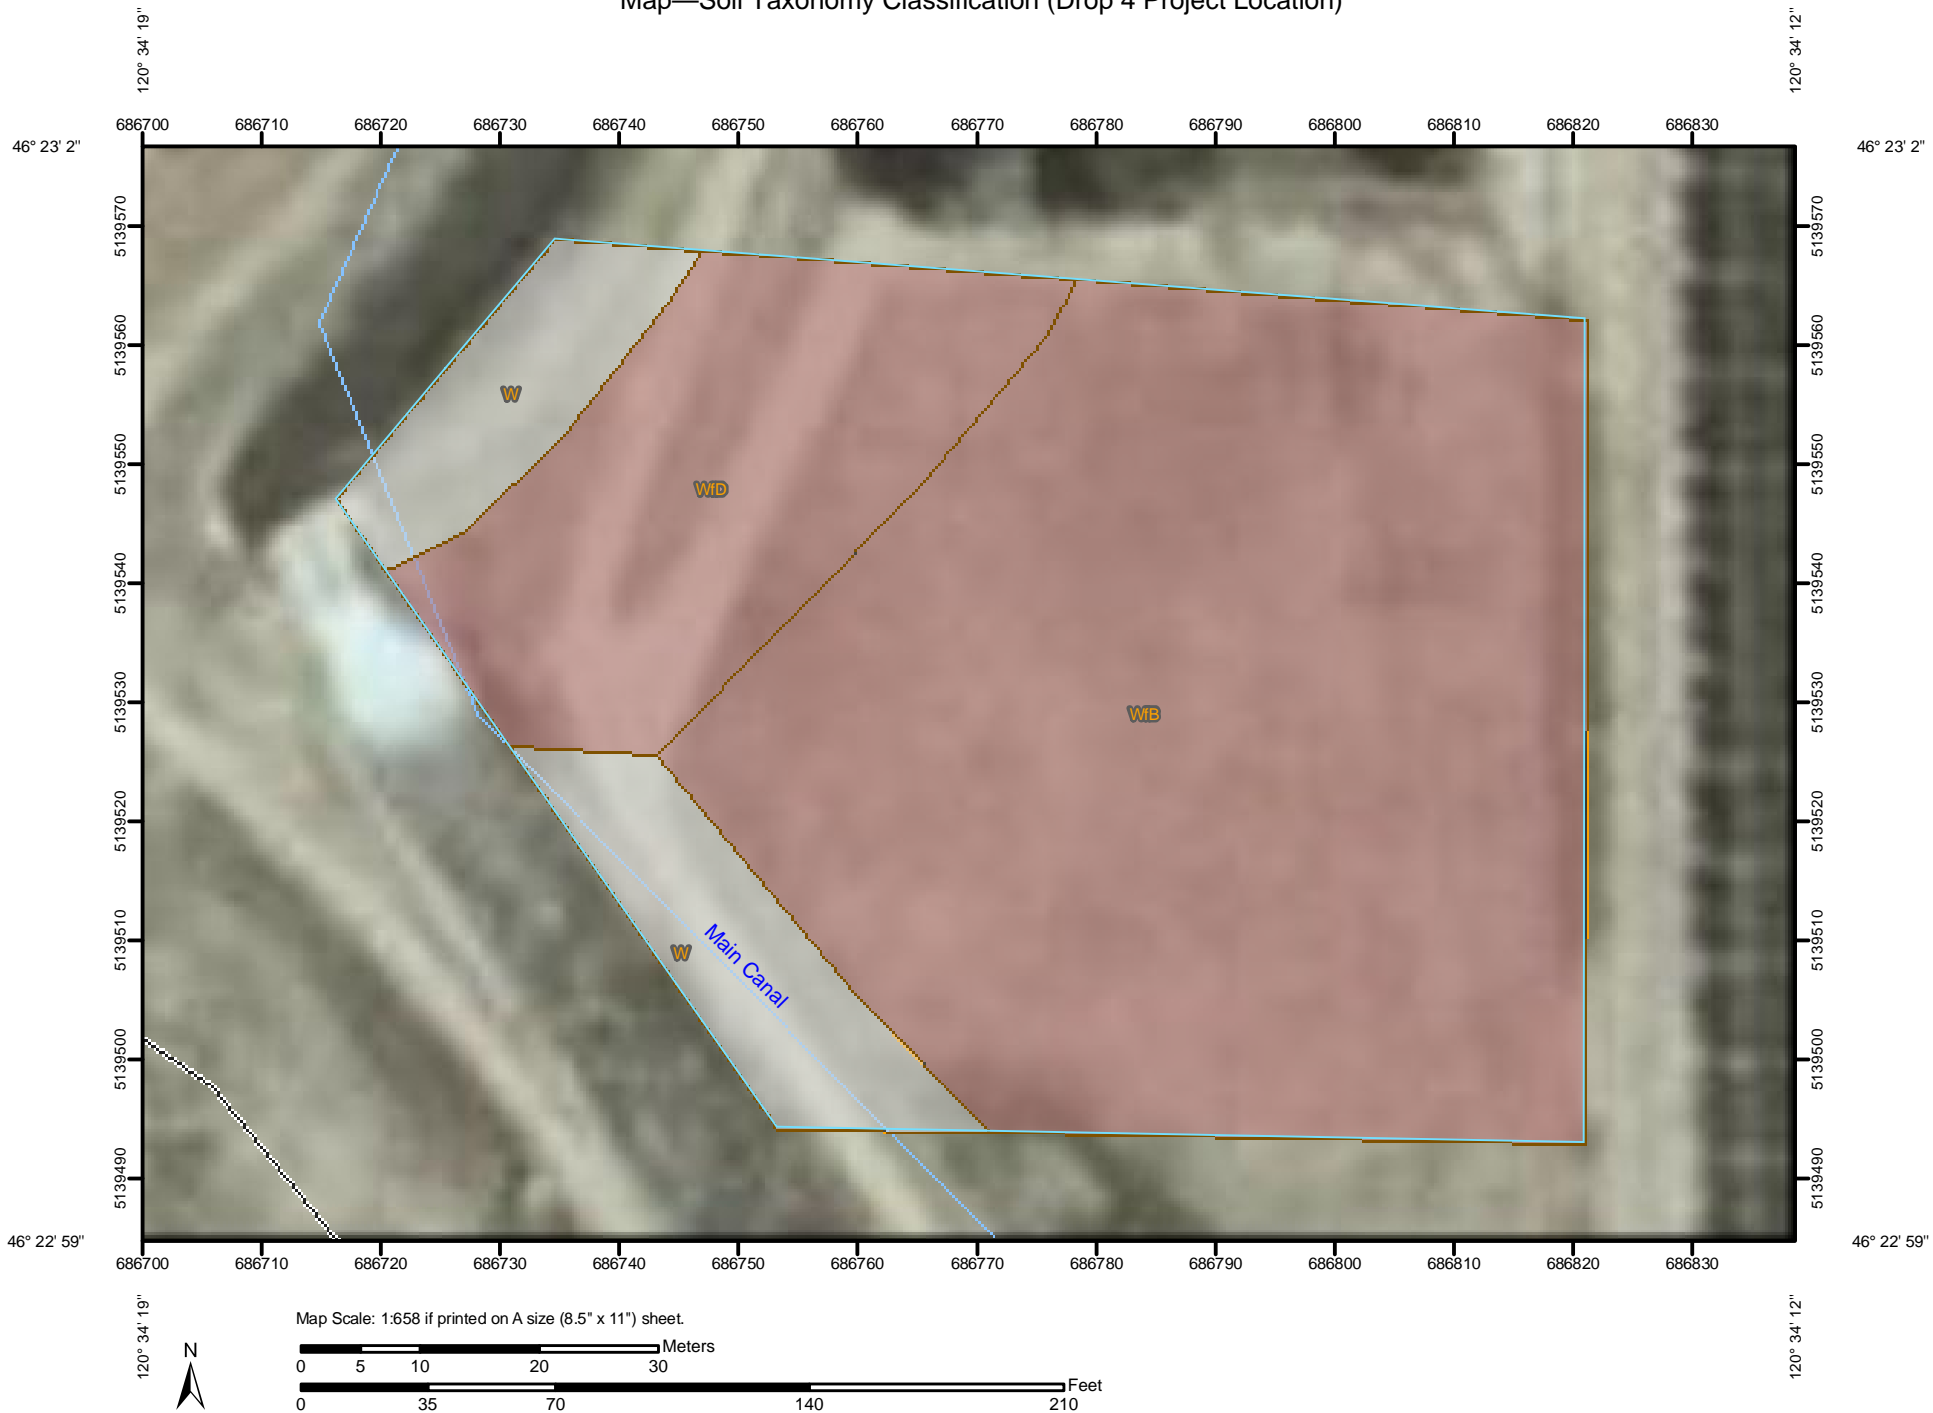 Map—Soil Taxonomy Classification (Drop 4 Project Location)
120° 34' 19"
120° 34' 12"
686700 686710 686720 686730 686740 686750 686760 686770 686780 686790 686800 686810 686820 686830
46° 23' 2"
46° 23' 2"
5139570 5139570
5139560 5139560
W
5139550 5139550
WfD
5139540 5139540
5139530 5139530
WfB
5139520 5139520
5139510 5139510
W
Main Canal
5139500 5139500
5139490 5139490
46° 22' 59"
46° 22' 59"
686700 686710 686720 686730 686740 686750 686760 686770 686780 686790 686800 686810 686820 686830
120° 34' 19"
120° 34' 12"
Map Scale: 1:658 if printed on A size (8.5" x 11") sheet.
N
Meters
0 5 10 20 30
Feet
0 35 70 140 210